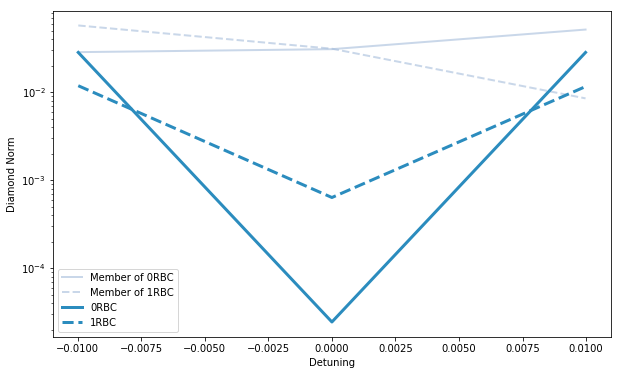 Diamond Norm
10⁻²
10⁻³
10⁻⁴
Member of 0RBC
Member of 1RBC
0RBC
1RBC
−0.0100 −0.0075 −0.0050 −0.0025 0.0000 0.0025 0.0050 0.0075 0.0100
Detuning